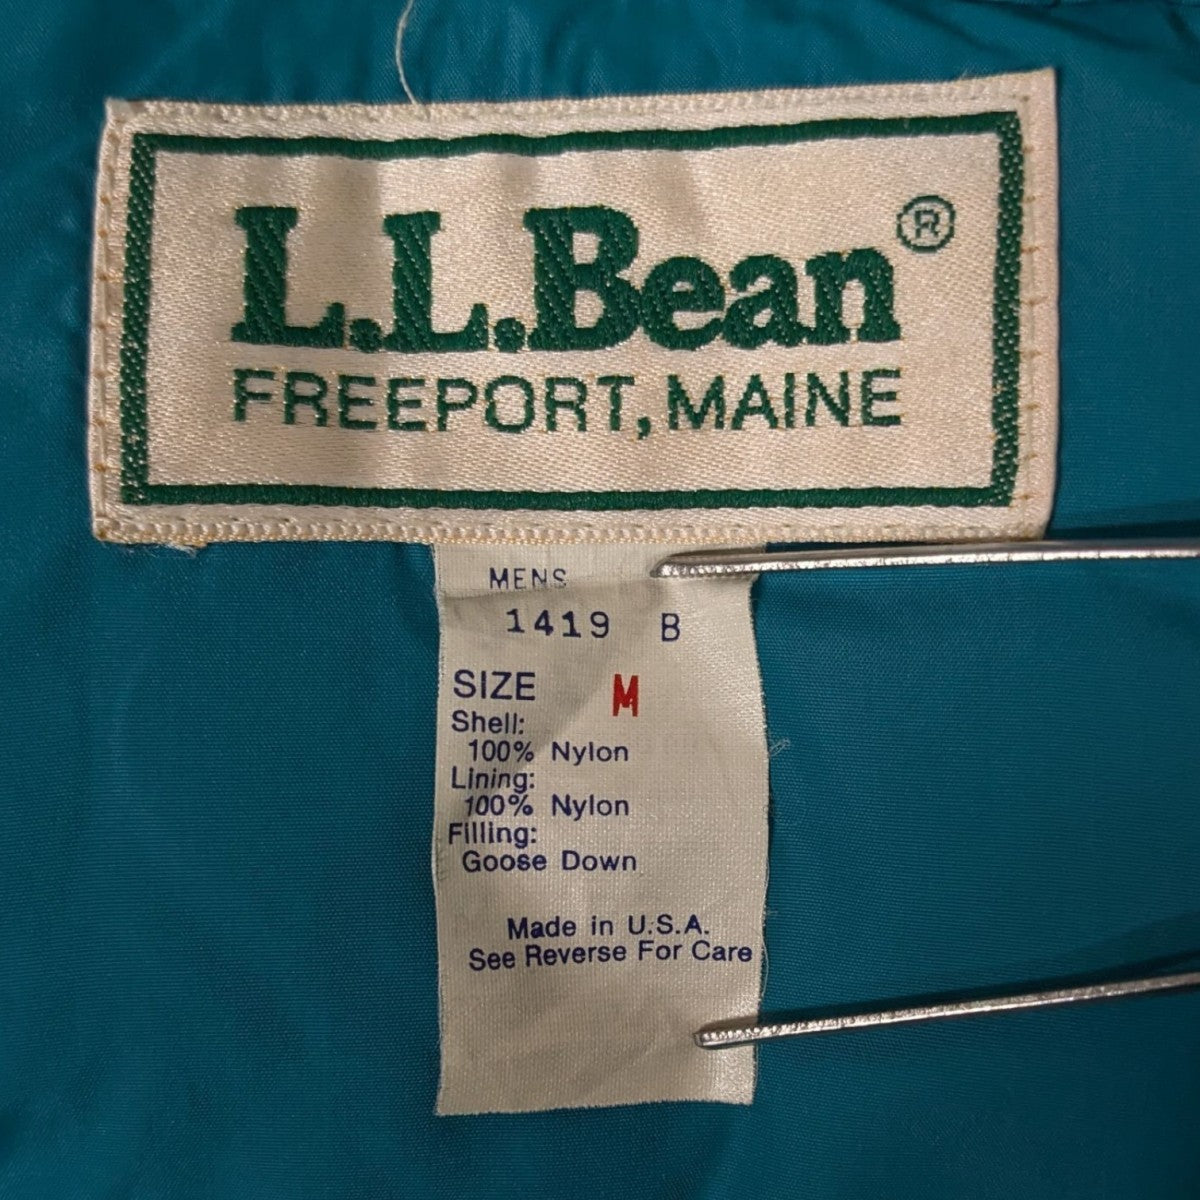 L.L.Bean®
FREEPORT, MAINE
MENS
1419 B
SIZE M
Shell:
100% Nylon
Lining:
100% Nylon
Filling:
Goose Down
Made in U.S.A.
See Reverse For Care